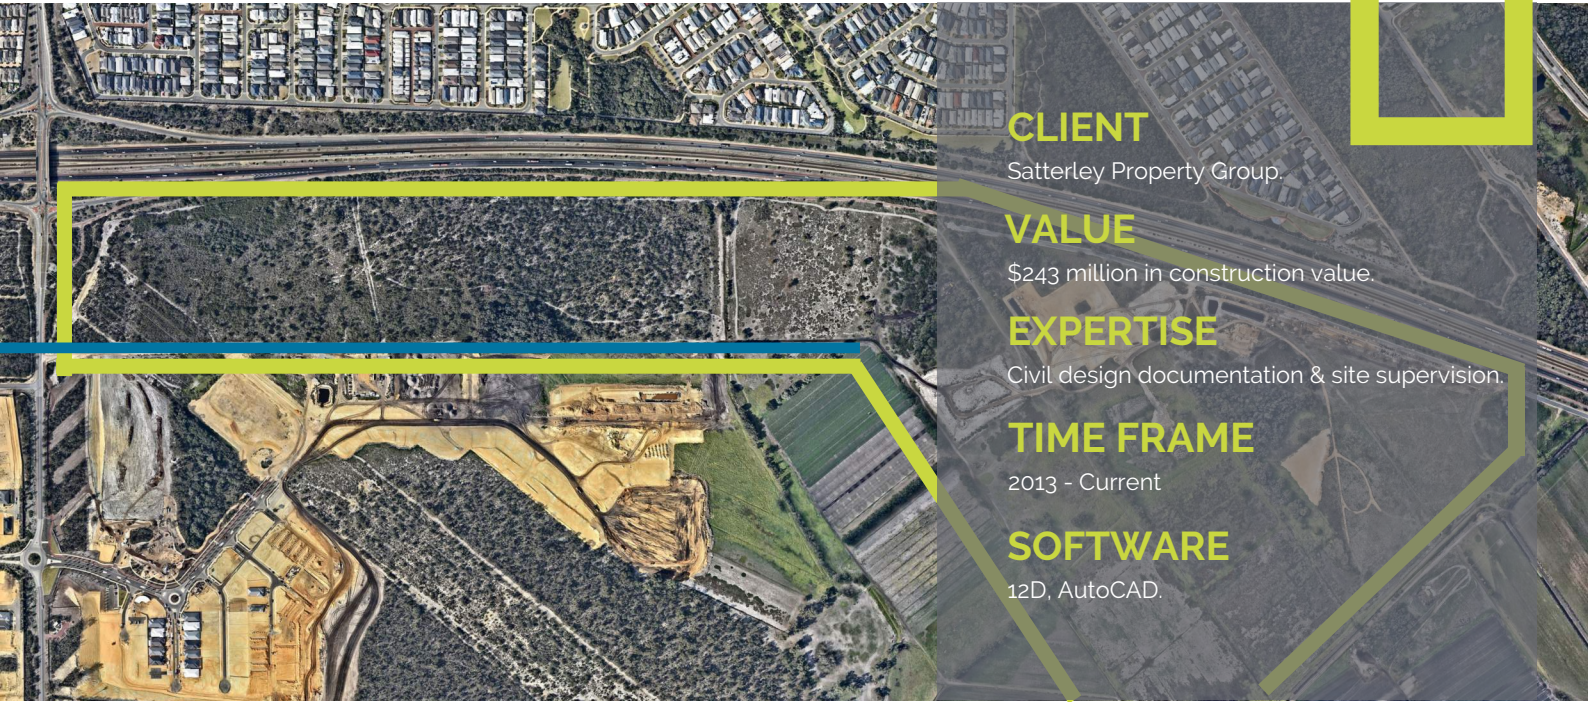 CLIENT
Satterley Property Group.
VALUE
$243 million in construction value.
EXPERTISE
Civil design documentation & site supervision.
TIME FRAME
2013 - Current
SOFTWARE
12D, AutoCAD.